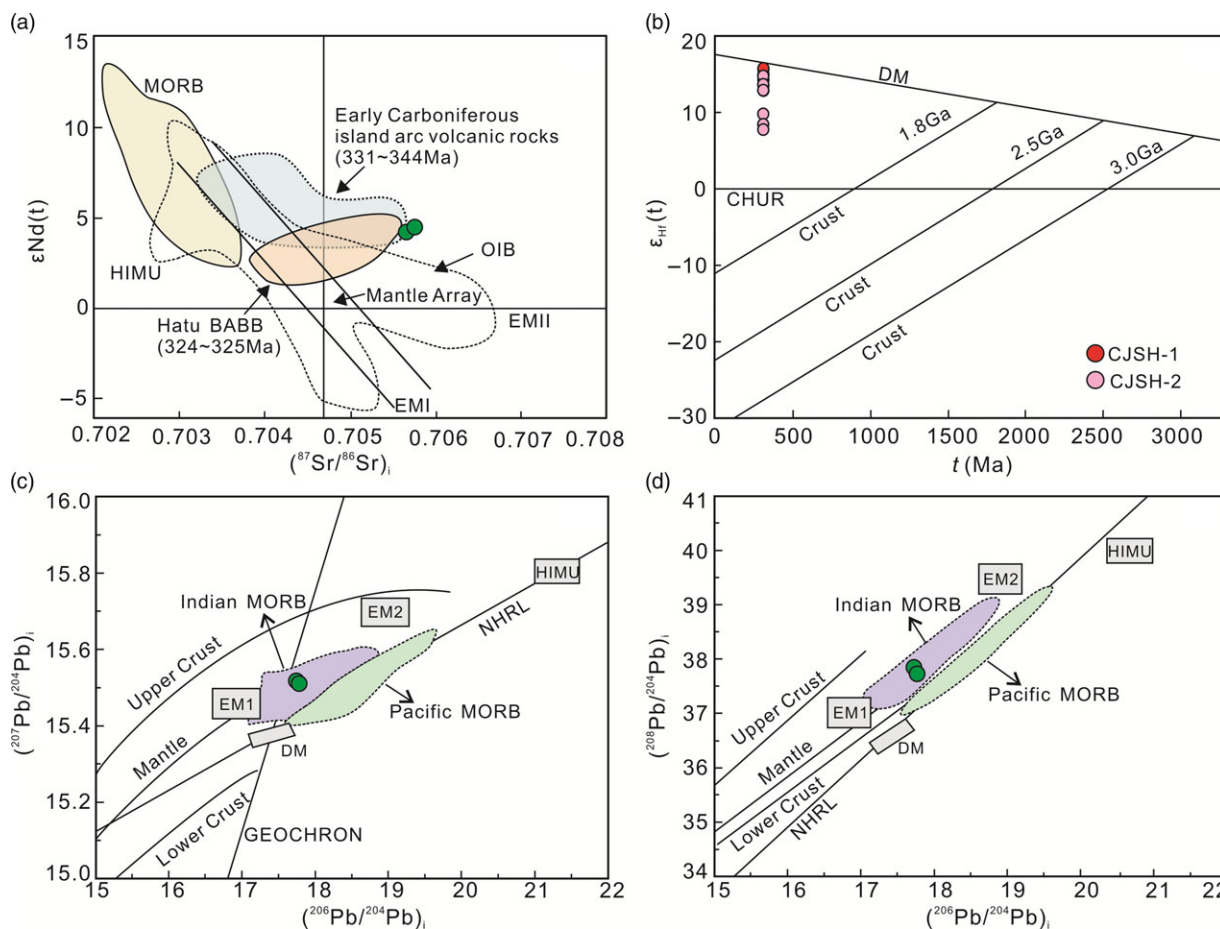 (a)
15
10
5
0
−5
εNd(t)
MORB
Early Carboniferous
island arc volcanic rocks
(331~344Ma)
HIMU
OIB
Mantle Array
Hatu BABB
(324~325Ma)
EMII
EMI
0.702
0.703
0.704
0.705
0.706
0.707
0.708
(⁸⁷Sr/⁸⁶Sr)ᵢ
(b)
20
10
0
−10
−20
−30
εHf(t)
DM
1.8Ga
2.5Ga
3.0Ga
CHUR
Crust
Crust
Crust
CJSH-1
CJSH-2
0
500
1000
1500
2000
2500
3000
t (Ma)
(c)
16.0
15.8
15.6
15.4
15.2
15.0
(²⁰⁷Pb/²⁰⁴Pb)ᵢ
HIMU
Indian MORB
EM2
NHRL
Upper Crust
EM1
Pacific MORB
Mantle
DM
Lower Crust
GEOCHRON
15
16
17
18
19
20
21
22
(²⁰⁶Pb/²⁰⁴Pb)ᵢ
(d)
41
40
39
38
37
36
35
34
(²⁰⁸Pb/²⁰⁴Pb)ᵢ
HIMU
EM2
Indian MORB
Upper Crust
EM1
Pacific MORB
Mantle
DM
Lower Crust
NHRL
15
16
17
18
19
20
21
22
(²⁰⁶Pb/²⁰⁴Pb)ᵢ